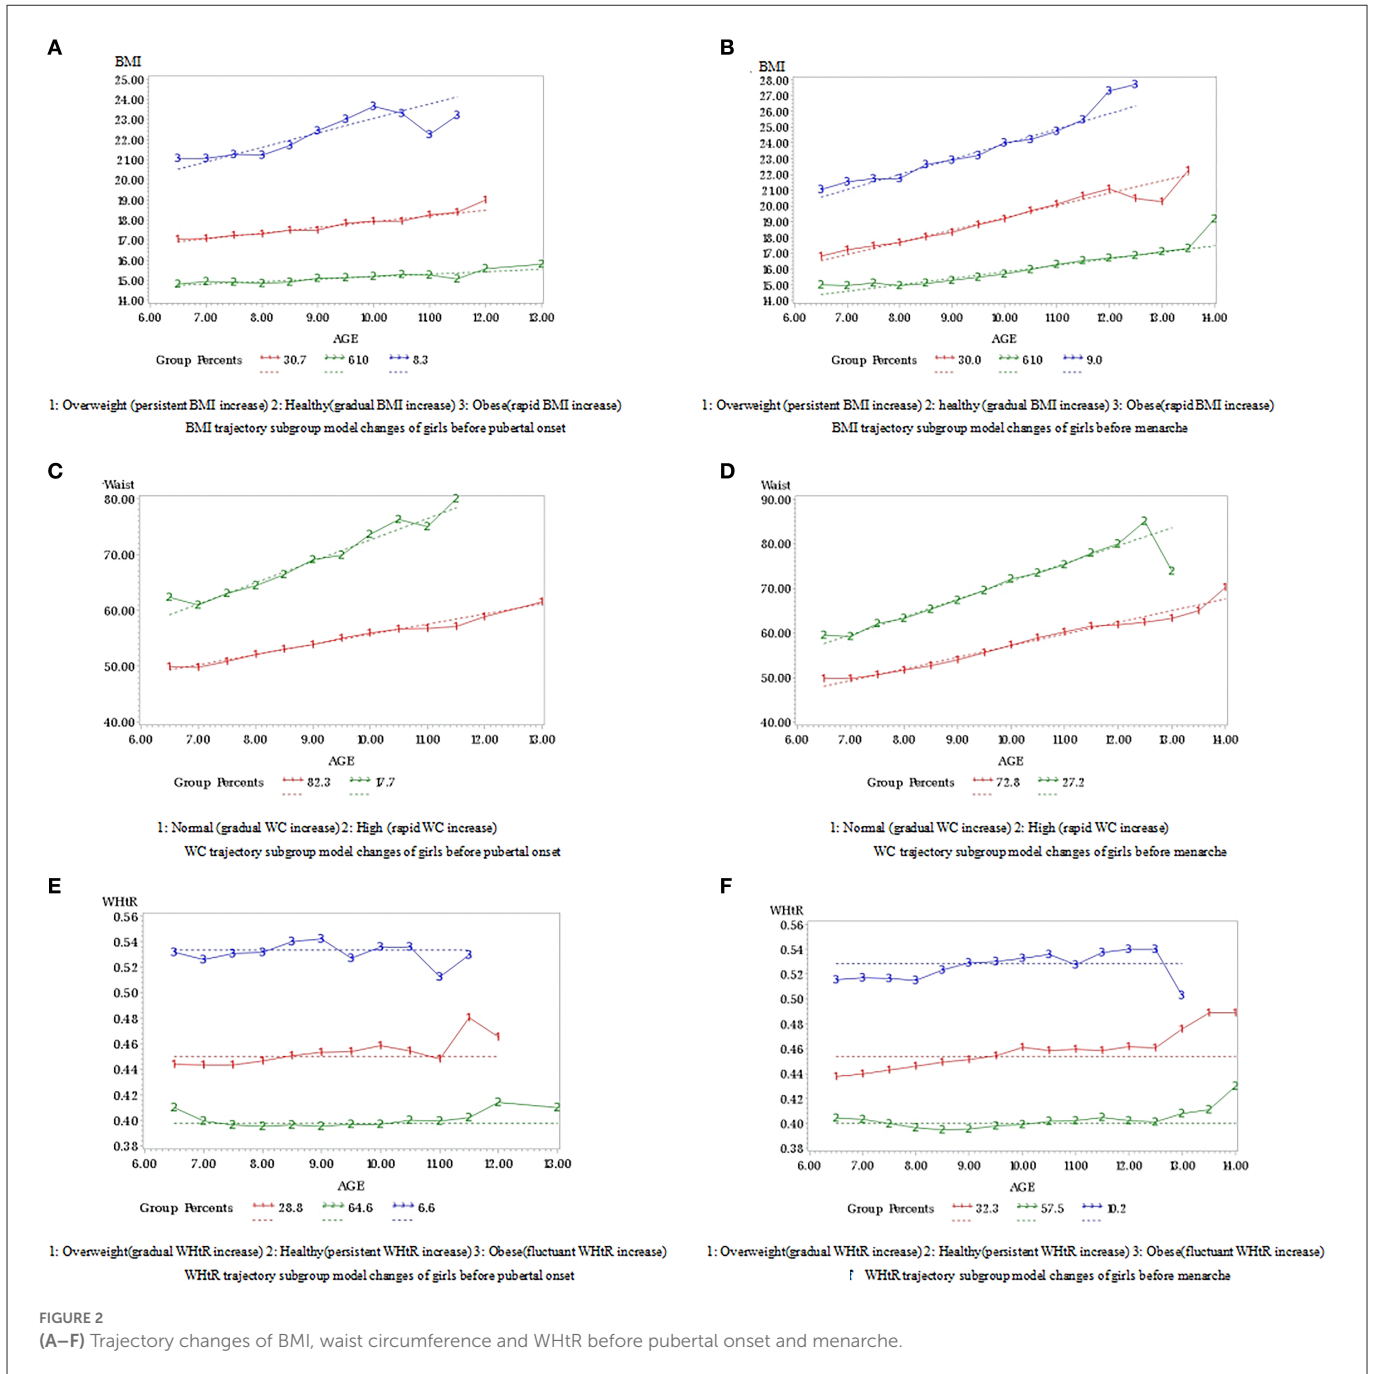 A
BMI
25.00
24.00
23.00
22.00
21.00
20.00
19.00
18.00
17.00
16.00
15.00
14.00
6.00 7.00 8.00 9.00 10.00 11.00 12.00 13.00
AGE
Group Percents 30.7 61.0 8.3
1: Overweight (persistent BMI increase) 2: Healthy(gradual BMI increase) 3: Obese(rapid BMI increase)
BMI trajectory subgroup model changes of girls before pubertal onset
B
BMI
28.00
27.00
26.00
25.00
24.00
23.00
22.00
21.00
20.00
19.00
18.00
17.00
16.00
15.00
14.00
6.00 7.00 8.00 9.00 10.00 11.00 12.00 13.00 14.00
AGE
Group Percents 30.0 61.0 9.0
1: Overweight (persistent BMI increase) 2: healthy (gradual BMI increase) 3: Obese(rapid BMI increase)
BMI trajectory subgroup model changes of girls before menarche
C
Waist
80.00
70.00
60.00
50.00
40.00
6.00 7.00 8.00 9.00 10.00 11.00 12.00 13.00
AGE
Group Percents 82.3 17.7
1: Normal (gradual WC increase) 2: High (rapid WC increase)
WC trajectory subgroup model changes of girls before pubertal onset
D
Waist
90.00
80.00
70.00
60.00
50.00
40.00
6.00 7.00 8.00 9.00 10.00 11.00 12.00 13.00 14.00
AGE
Group Percents 72.8 27.2
1: Normal (gradual WC increase) 2: High (rapid WC increase)
WC trajectory subgroup model changes of girls before menarche
E
WHtR
0.56
0.54
0.52
0.50
0.48
0.46
0.44
0.42
0.40
0.38
6.00 7.00 8.00 9.00 10.00 11.00 12.00 13.00
AGE
Group Percents 28.8 64.6 6.6
1: Overweight(gradual WHtR increase) 2: Healthy(persistent WHtR increase) 3: Obese(fluctuant WHtR increase)
WHtR trajectory subgroup model changes of girls before pubertal onset
F
WHtR
0.56
0.54
0.52
0.50
0.48
0.46
0.44
0.42
0.40
0.38
6.00 7.00 8.00 9.00 10.00 11.00 12.00 13.00 14.00
AGE
Group Percents 32.3 57.5 10.2
1: Overweight(gradual WHtR increase) 2: Healthy(persistent WHtR increase) 3: Obese(fluctuant WHtR increase)
WHtR trajectory subgroup model changes of girls before menarche
FIGURE 2
(A–F) Trajectory changes of BMI, waist circumference and WHtR before pubertal onset and menarche.